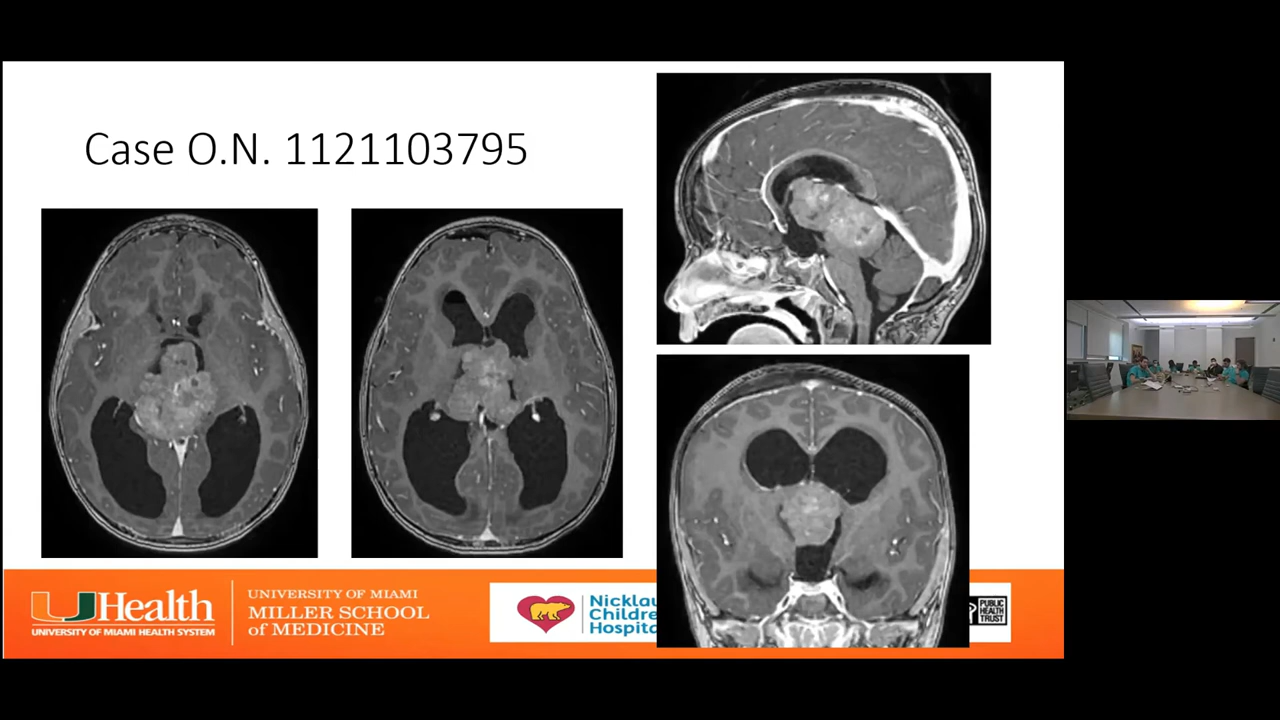 Case O.N. 1121103795
UHealth
UNIVERSITY OF MIAMI HEALTH SYSTEM
UNIVERSITY OF MIAMI
MILLER SCHOOL
of MEDICINE
Nicklau
Childre
Hospita
PUBLIC
HEALTH
TRUST